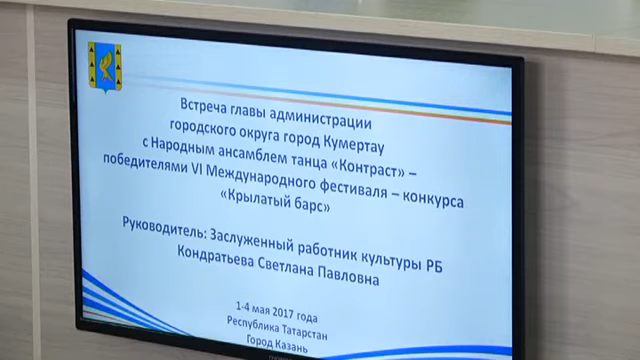 Встреча главы администрации
городского округа город Кумертау
с Народным ансамблем танца «Контраст» –
победителями VI Международного фестиваля – конкурса
«Крылатый барс»
Руководитель: Заслуженный работник культуры РБ
Кондратьева Светлана Павловна
1-4 мая 2017 года
Республика Татарстан
Город Казань